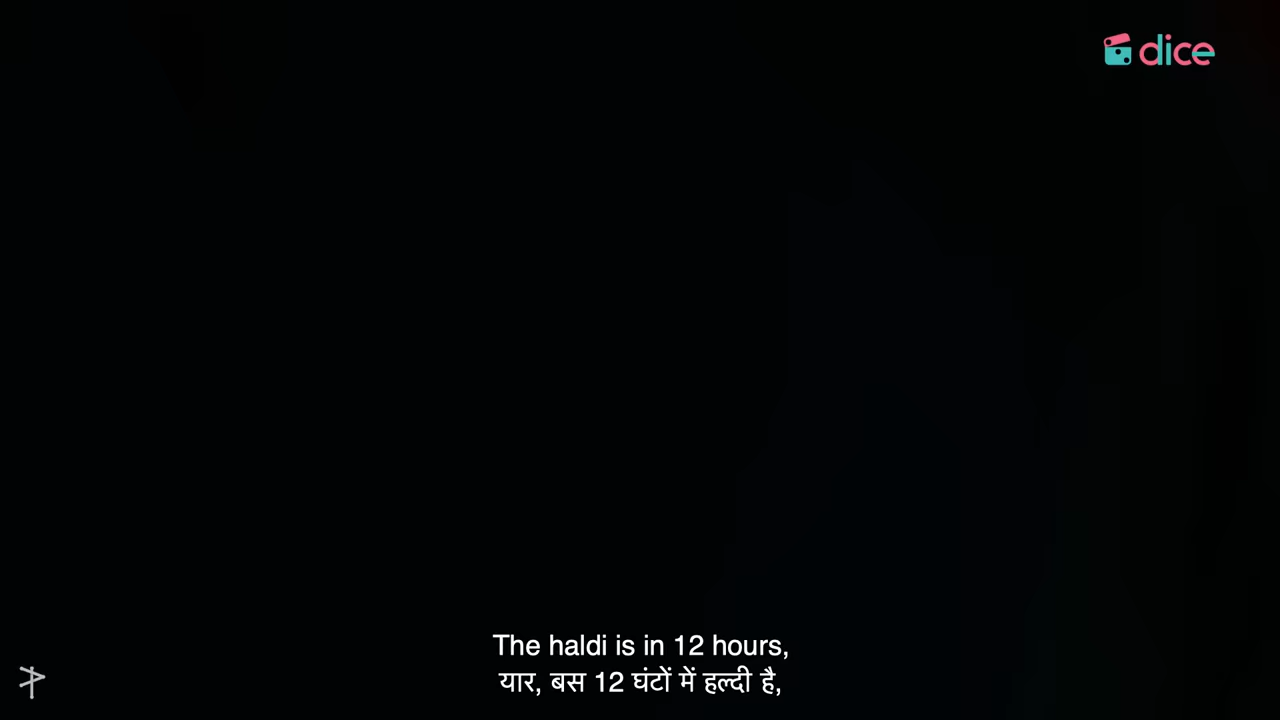 dice
The haldi is in 12 hours,
यार, बस 12 घंटों में हल्दी है,